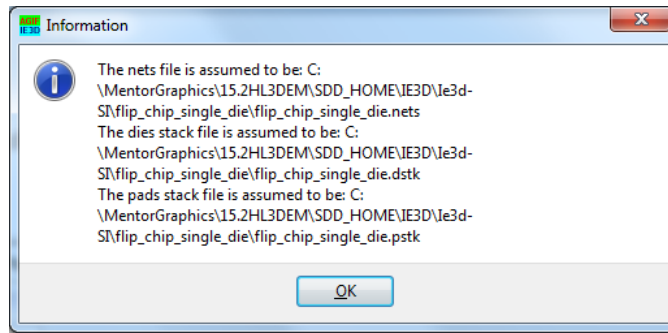 AGIF
IE3D
Information
X
The nets file is assumed to be: C:
\MentorGraphics\15.2HL3DEM\SDD_HOME\IE3D\Ie3d-
SI\flip_chip_single_die\flip_chip_single_die.nets
The dies stack file is assumed to be: C:
\MentorGraphics\15.2HL3DEM\SDD_HOME\IE3D\Ie3d-
SI\flip_chip_single_die\flip_chip_single_die.dstk
The pads stack file is assumed to be: C:
\MentorGraphics\15.2HL3DEM\SDD_HOME\IE3D\Ie3d-
SI\flip_chip_single_die\flip_chip_single_die.pstk
OK